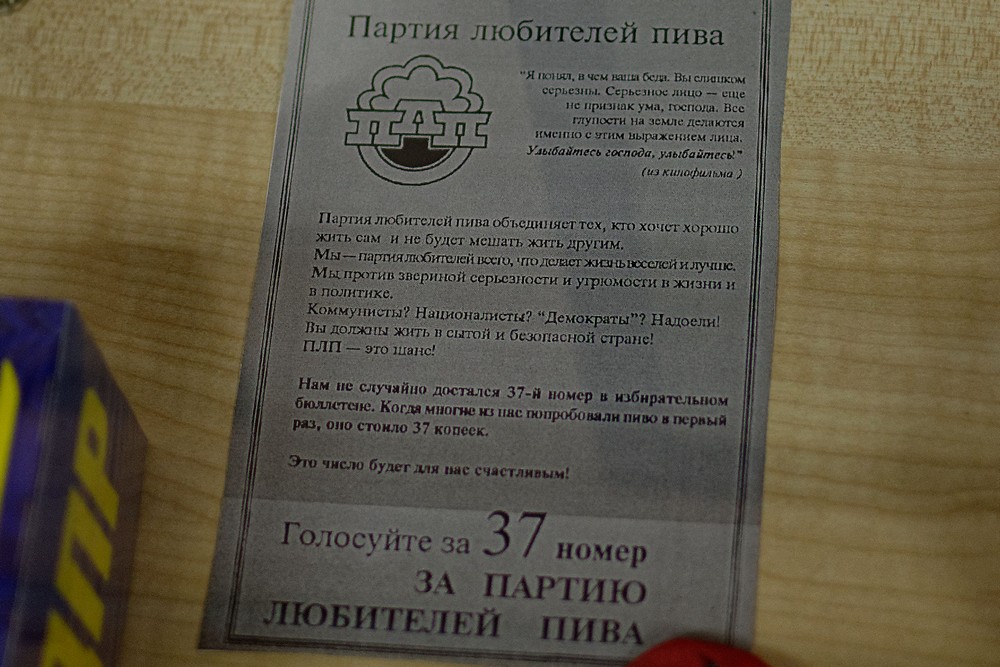 Партия любителей пива
ПЛП
"Я понял, в чем ваша беда. Вы слишком
серьезны. Серьезное лицо — еще
не признак ума, господа. Все
глупости на земле делаются
именно с этим выражением лица.
Улыбайтесь господа, улыбайтесь!"
(из кинофильма )
Партия любителей пива объединяет тех, кто хочет хорошо
жить сам и не будет мешать жить другим.
Мы — партия любителей всего, что делает жизнь веселей и лучше.
Мы против звериной серьезности и угрюмости в жизни и
в политике.
Коммунисты? Националисты? "Демократы"? Надоели!
Вы должны жить в сытой и безопасной стране!
ПЛП — это шанс!
Нам не случайно достался 37-й номер в избирательном
бюллетене. Когда многие из нас попробовали пиво в первый
раз, оно стоило 37 копеек.
Это число будет для нас счастливым!
Голосуйте за 37 номер
ЗА ПАРТИЮ
ЛЮБИТЕЛЕЙ ПИВА